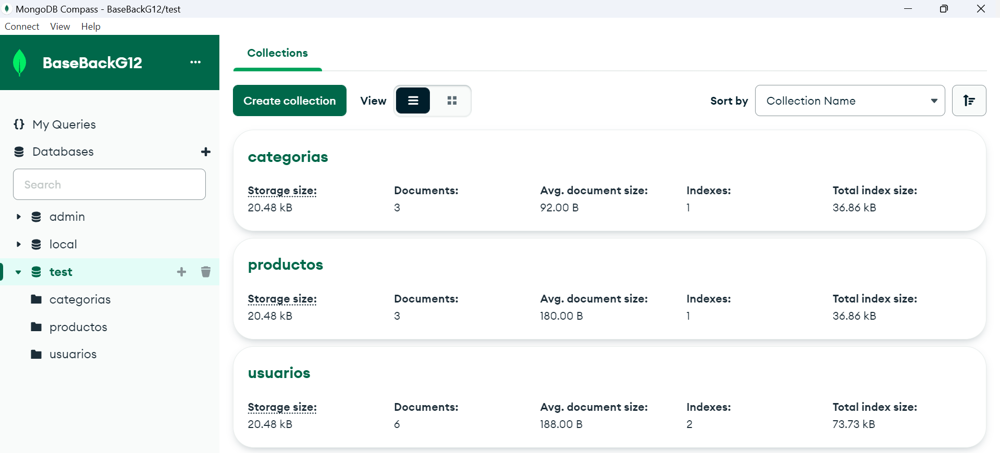 MongoDB Compass - BaseBackG12/test
Connect View Help
BaseBackG12 ...
My Queries
Databases
Search
admin
local
test
categorias
productos
usuarios
Collections
Create collection View Sort by Collection Name
categorias
Storage size: Documents: Avg. document size: Indexes: Total index size:
20.48 kB 3 92.00 B 1 36.86 kB
productos
Storage size: Documents: Avg. document size: Indexes: Total index size:
20.48 kB 3 180.00 B 1 36.86 kB
usuarios
Storage size: Documents: Avg. document size: Indexes: Total index size:
20.48 kB 6 188.00 B 2 73.73 kB